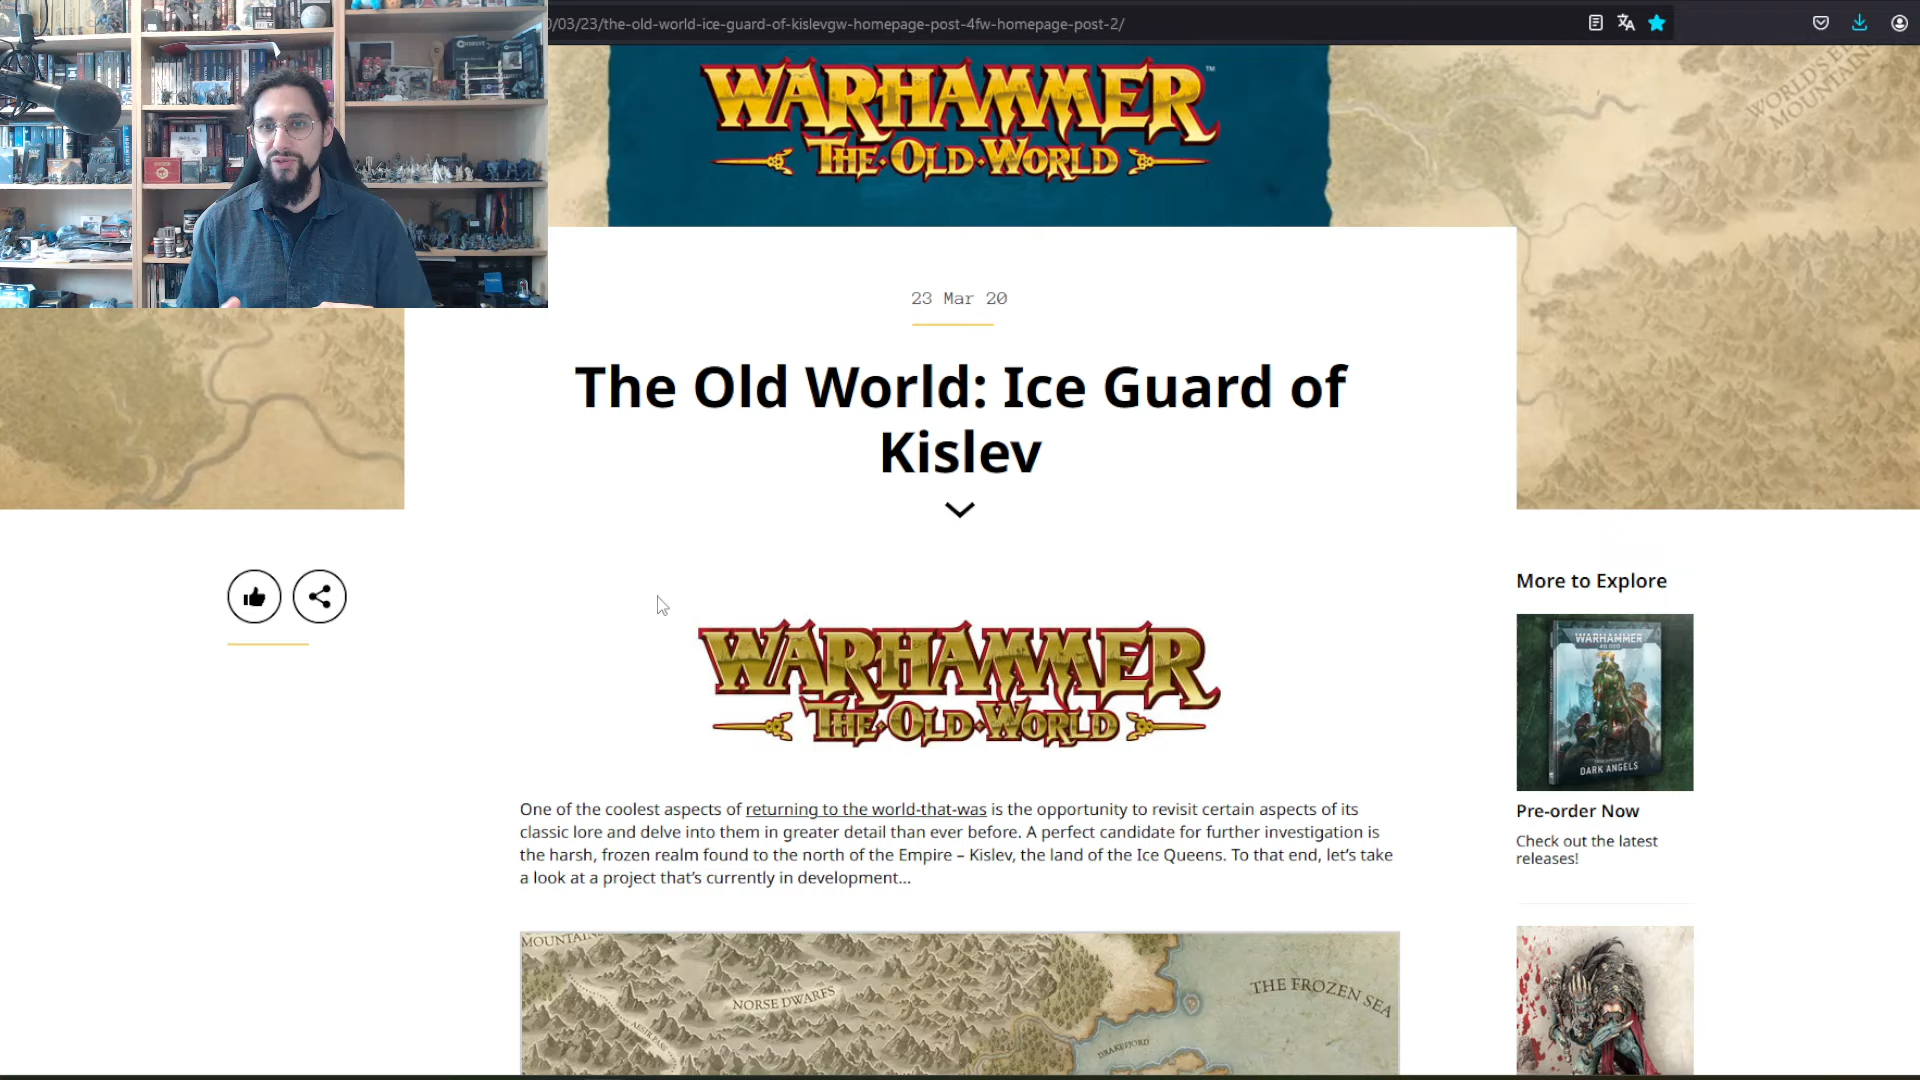 /03/23/the-old-world-ice-guard-of-kislevgw-homepage-post-4fw-homepage-post-2/
WARHAMMER™
THE OLD WORLD
MOUNTAINS
23 Mar 20
The Old World: Ice Guard of
Kislev
WARHAMMER
THE OLD WORLD
One of the coolest aspects of returning to the world-that-was is the opportunity to revisit certain aspects of its
classic lore and delve into them in greater detail than ever before. A perfect candidate for further investigation is
the harsh, frozen realm found to the north of the Empire – Kislev, the land of the Ice Queens. To that end, let's take
a look at a project that's currently in development...
NORSE DWARFS
THE FROZEN SEA
DRAKEFJORD
More to Explore
WARHAMMER
40,000
DARK ANGELS
Pre-order Now
Check out the latest
releases!